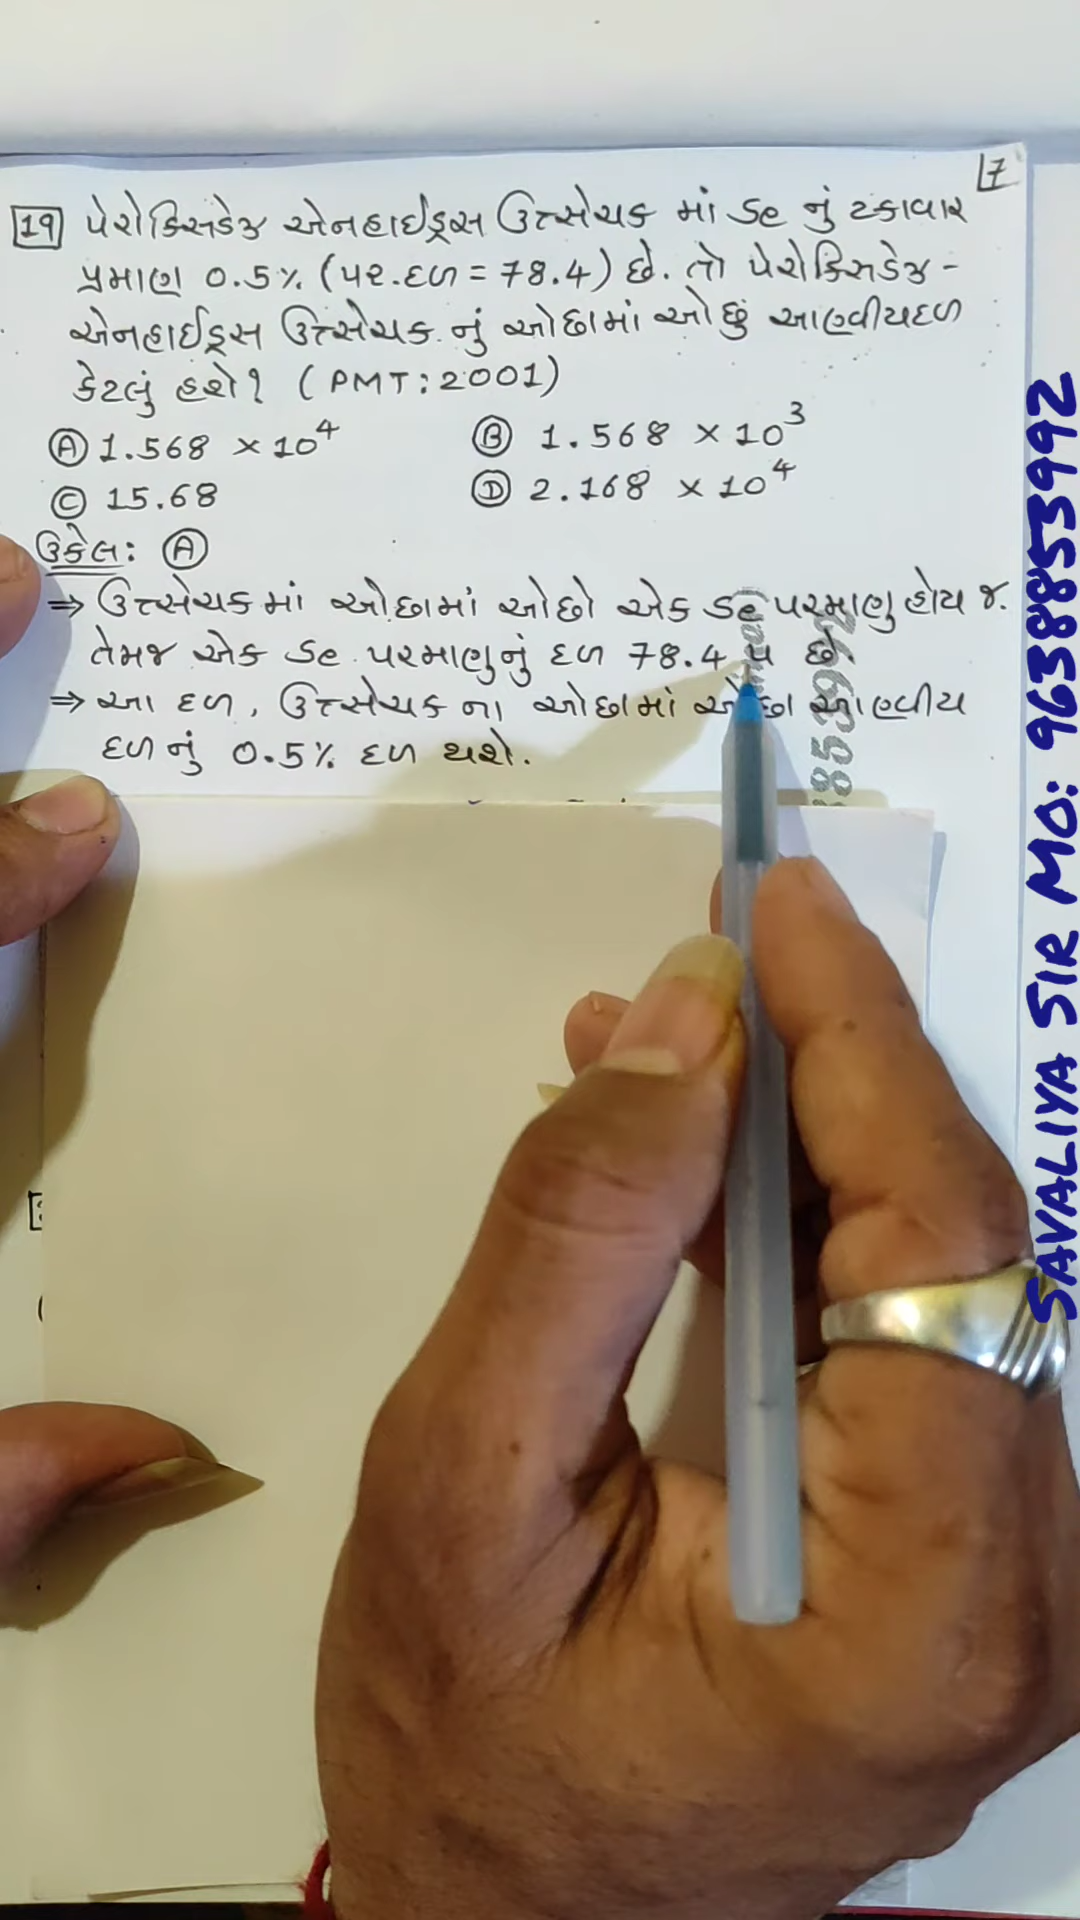 7
19 પેરોક્સિડેઝ એનહાઈડ્રસ ઉત્સેચક માં Se નું ટકાવાર
પ્રમાણ 0.5% (પર.દળ = 78.4) છે. તો પેરોક્સિડેઝ-
એનહાઈડ્રસ ઉત્સેચક નું ઓછામાં ઓછું આણ્વીયદળ
કેટલું હશે? (PMT:2001)
Ⓐ 1.568 × 10⁴ Ⓑ 1.568 × 10³
Ⓒ 15.68 Ⓓ 2.168 × 10⁴
ઉકેલ: Ⓐ
⇒ ઉત્સેચકમાં ઓછામાં ઓછો એક Se પરમાણુ હોય જ.
તેમજ એક Se પરમાણુનું દળ 78.4 છે.
⇒ આ દળ, ઉત્સેચક ના ઓછામાં ઓછા આણ્વીય
દળ નું 0.5% દળ થશે.
SAVALIYA SIR MO: 9638853992